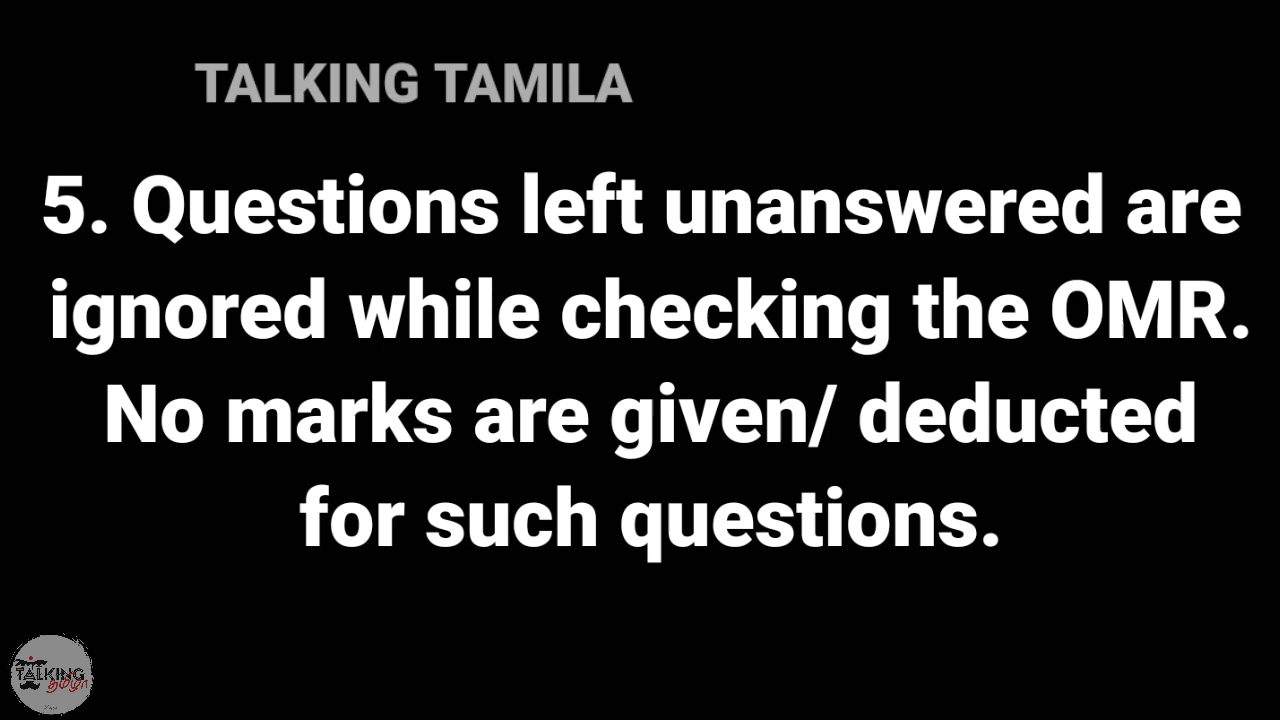 TALKING TAMILA
5. Questions left unanswered are
ignored while checking the OMR.
No marks are given/ deducted
for such questions.
TALKING
தமிழா